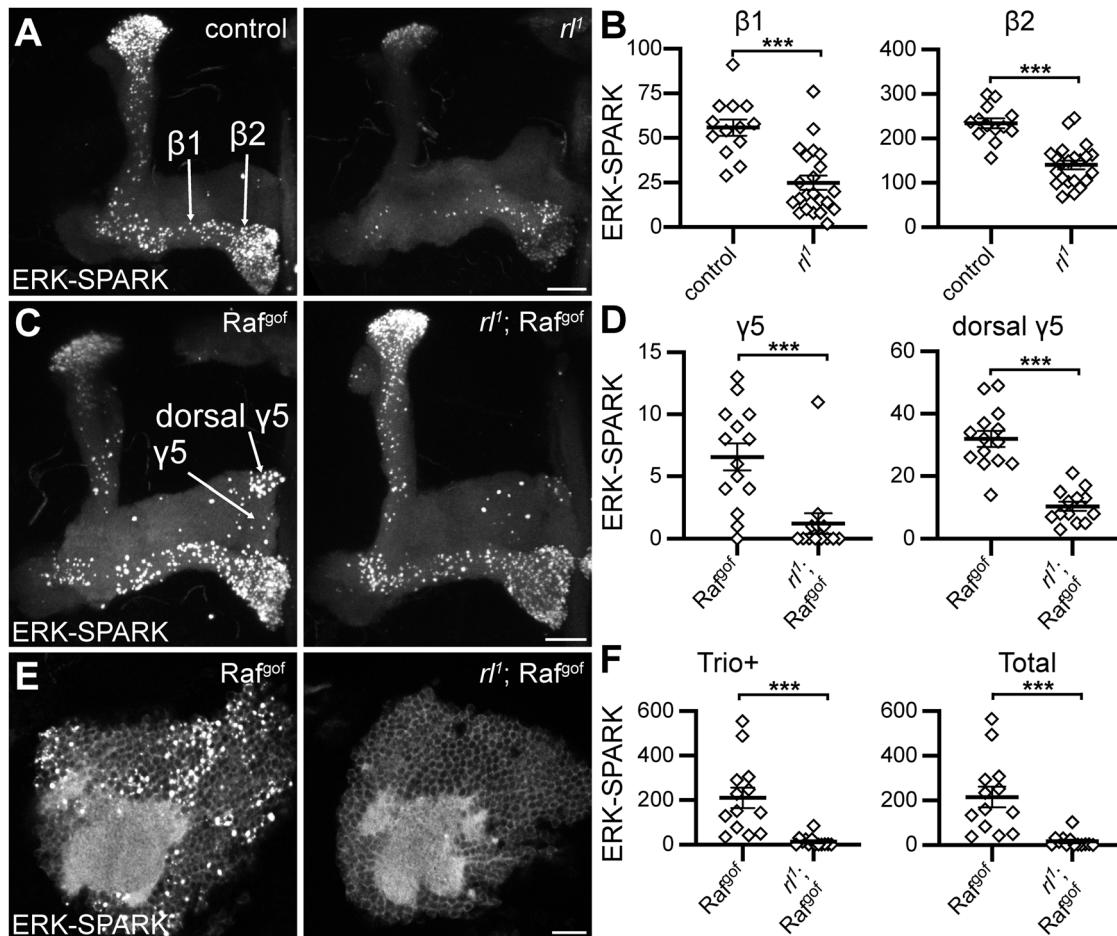 A
control
rl¹
β1
β2
ERK-SPARK
B
β1
β2
ERK-SPARK
***
***
100
75
50
25
0
400
300
200
100
0
control
rl¹
control
rl¹
C
Rafᵍᵒᶠ
rl¹; Rafᵍᵒᶠ
dorsal γ5
γ5
ERK-SPARK
D
γ5
dorsal γ5
ERK-SPARK
***
***
15
10
5
0
60
40
20
0
Rafᵍᵒᶠ
rl¹;
Rafᵍᵒᶠ
Rafᵍᵒᶠ
rl¹;
Rafᵍᵒᶠ
E
Rafᵍᵒᶠ
rl¹; Rafᵍᵒᶠ
ERK-SPARK
F
Trio+
Total
ERK-SPARK
***
***
600
400
200
0
600
400
200
0
Rafᵍᵒᶠ
rl¹;
Rafᵍᵒᶠ
Rafᵍᵒᶠ
rl¹;
Rafᵍᵒᶠ